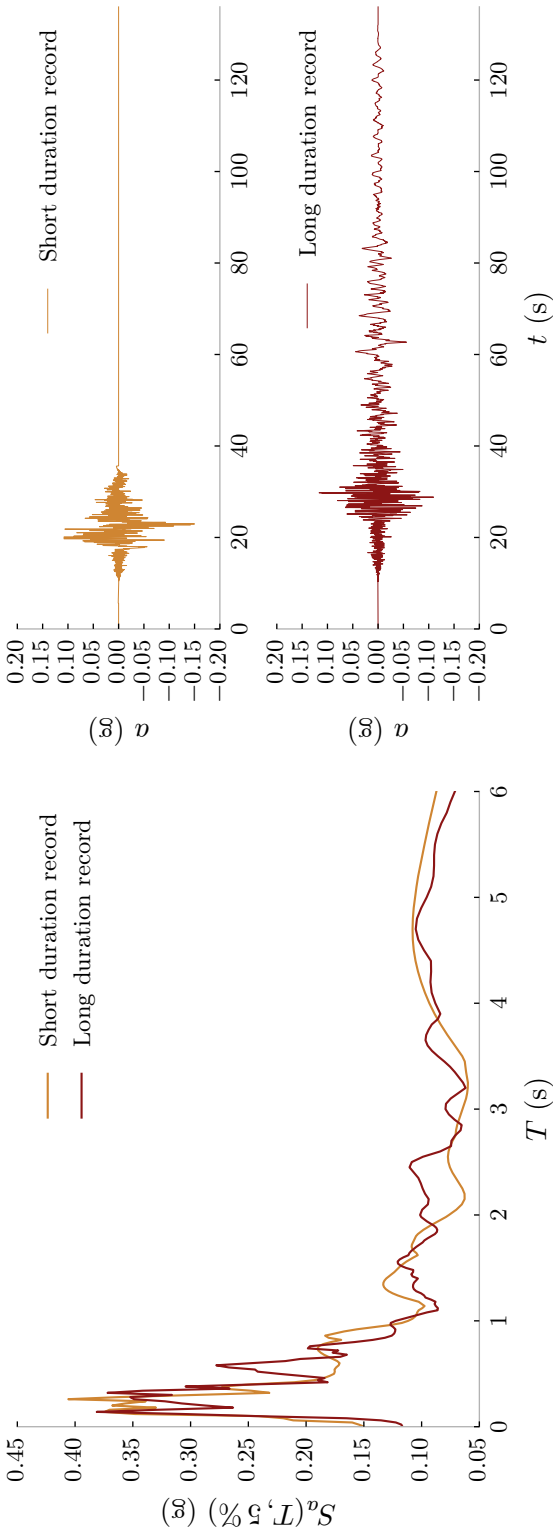 0.45
0.40
0.35
0.30
0.25
0.20
0.15
0.10
0.05
S_a(T, 5 %) (g)
0 1 2 3 4 5 6
T (s)
Short duration record
Long duration record
0.20
0.15
0.10
0.05
0.00
−0.05
−0.10
−0.15
−0.20
a (g)
0 20 40 60 80 100 120
Short duration record
0.20
0.15
0.10
0.05
0.00
−0.05
−0.10
−0.15
−0.20
a (g)
0 20 40 60 80 100 120
t (s)
Long duration record